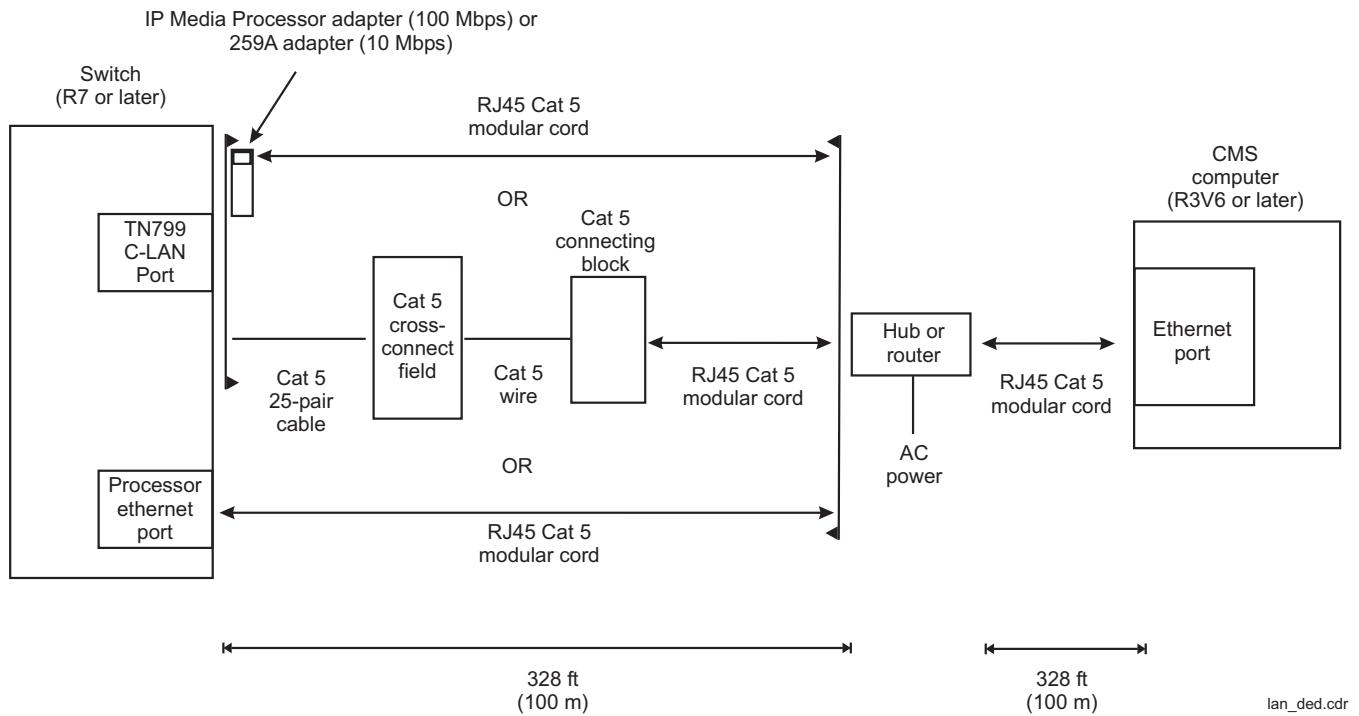 IP Media Processor adapter (100 Mbps) or
259A adapter (10 Mbps)
Switch
(R7 or later)
RJ45 Cat 5
modular cord
OR
CMS
computer
(R3V6 or later)
TN799
C-LAN
Port
Cat 5
connecting
block
Cat 5
cross-
connect
field
Hub or
router
Ethernet
port
Cat 5
25-pair
cable
Cat 5
wire
RJ45 Cat 5
modular cord
RJ45 Cat 5
modular cord
AC
power
OR
Processor
ethernet
port
RJ45 Cat 5
modular cord
328 ft
(100 m)
328 ft
(100 m)
lan_ded.cdr